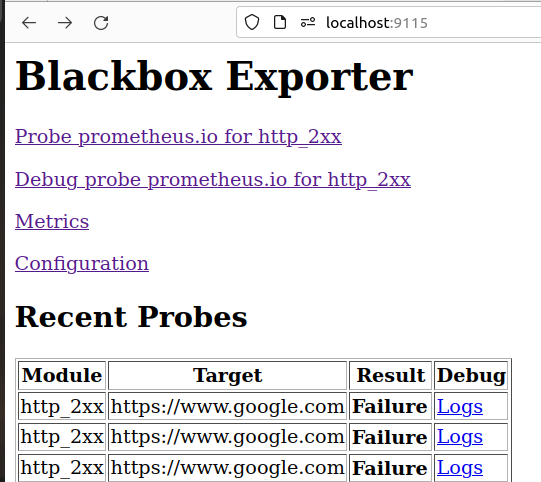 localhost:9115
Blackbox Exporter
Probe prometheus.io for http_2xx
Debug probe prometheus.io for http_2xx
Metrics
Configuration
Recent Probes
Module Target Result Debug
http_2xx https://www.google.com Failure Logs
http_2xx https://www.google.com Failure Logs
http_2xx https://www.google.com Failure Logs